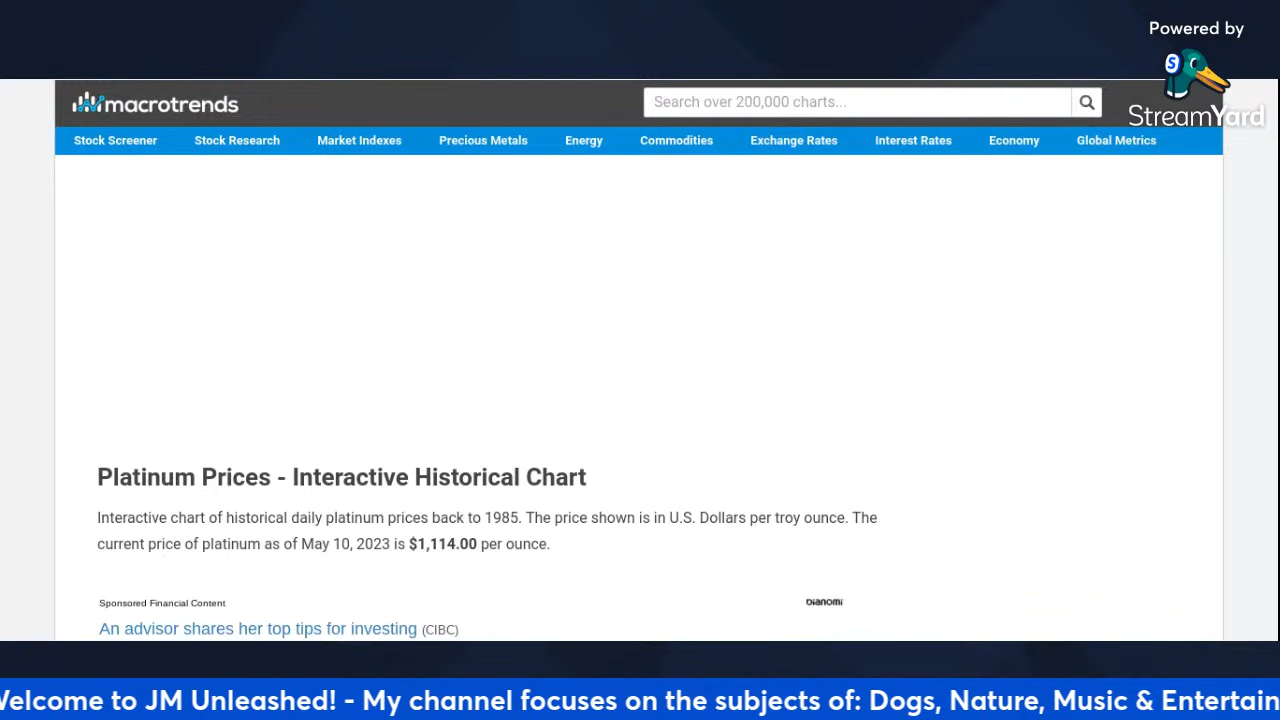 Powered by
S
StreamYard
macrotrends
Search over 200,000 charts...
Stock Screener Stock Research Market Indexes Precious Metals Energy Commodities Exchange Rates Interest Rates Economy Global Metrics
Platinum Prices - Interactive Historical Chart
Interactive chart of historical daily platinum prices back to 1985. The price shown is in U.S. Dollars per troy ounce. The
current price of platinum as of May 10, 2023 is $1,114.00 per ounce.
Sponsored Financial Content
bianomi
An advisor shares her top tips for investing (CIBC)
Welcome to JM Unleashed! - My channel focuses on the subjects of: Dogs, Nature, Music & Entertain